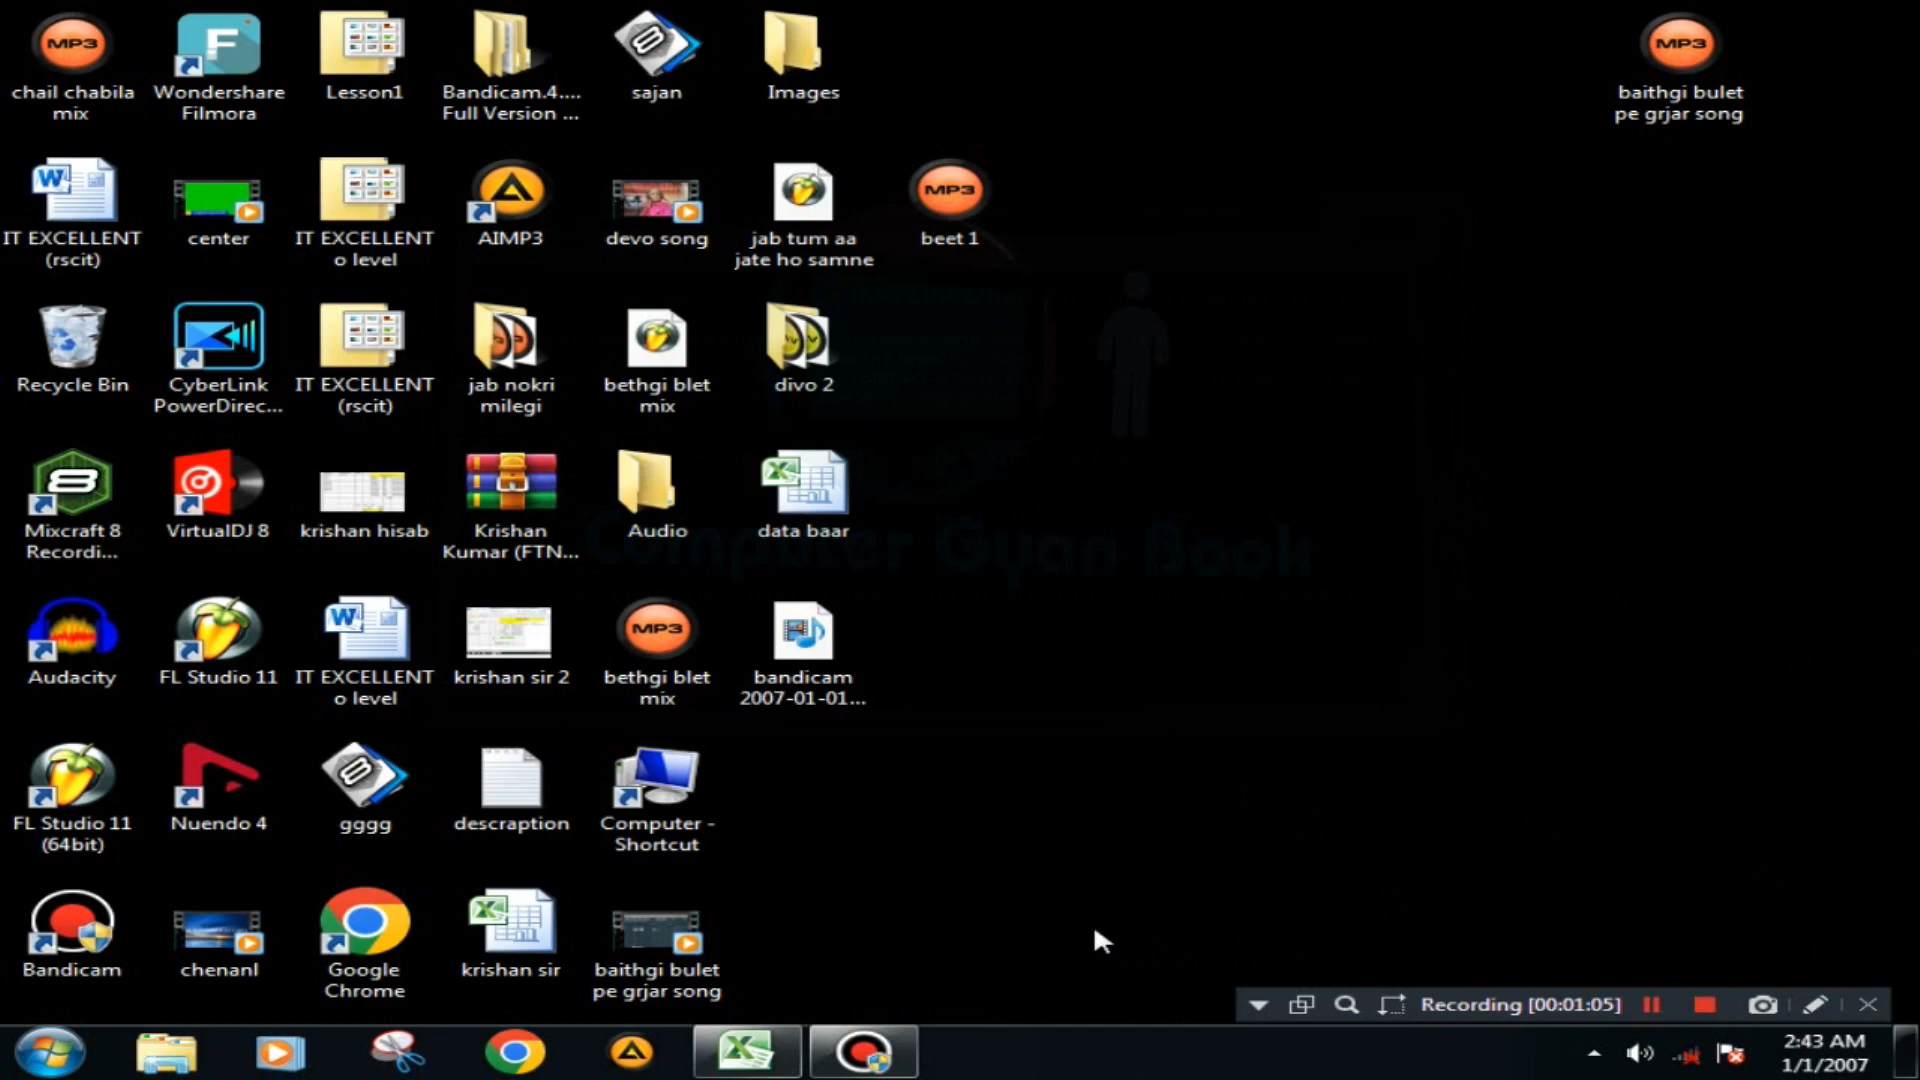 MP3
chail chabila
mix
Wondershare
Filmora
Lesson1
Bandicam.4....
Full Version ...
sajan
Images
MP3
baithgi bulet
pe grjar song
IT EXCELLENT
(rscit)
center
IT EXCELLENT
o level
AIMP3
devo song
jab tum aa
jate ho samne
MP3
beet 1
Recycle Bin
CyberLink
PowerDirec...
IT EXCELLENT
(rscit)
jab nokri
milegi
bethgi blet
mix
divo 2
Mixcraft 8
Recordi...
VirtualDJ 8
krishan hisab
Krishan
Kumar (FTN...
Audio
data baar
Computer Gyan Book
Audacity
FL Studio 11
IT EXCELLENT
o level
krishan sir 2
MP3
bethgi blet
mix
bandicam
2007-01-01...
FL Studio 11
(64bit)
Nuendo 4
gggg
descraption
Computer -
Shortcut
Bandicam
chenanl
Google
Chrome
krishan sir
baithgi bulet
pe grjar song
Recording [00:01:05]
2:43 AM
1/1/2007